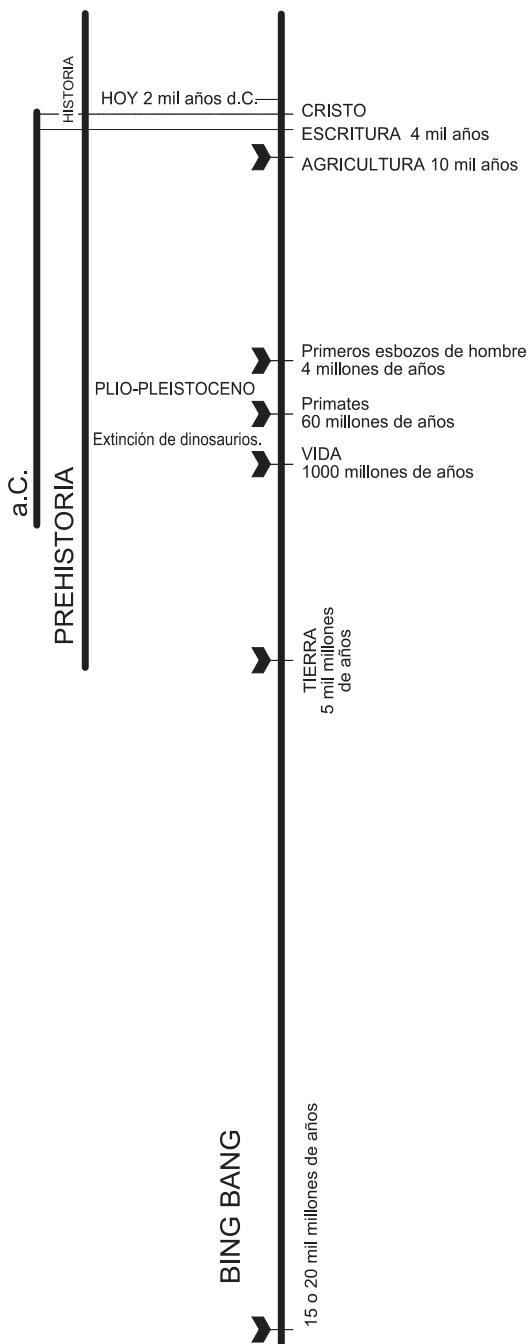 HISTORIA
HOY 2 mil años d.C.
CRISTO
ESCRITURA 4 mil años
AGRICULTURA 10 mil años
Primeros esbozos de hombre
4 millones de años
PLIO-PLEISTOCENO
Primates
60 millones de años
Extinción de dinosaurios.
VIDA
1000 millones de años
a.C.
PREHISTORIA
TIERRA
5 mil millones
de años
BING BANG
15 o 20 mil millones de años